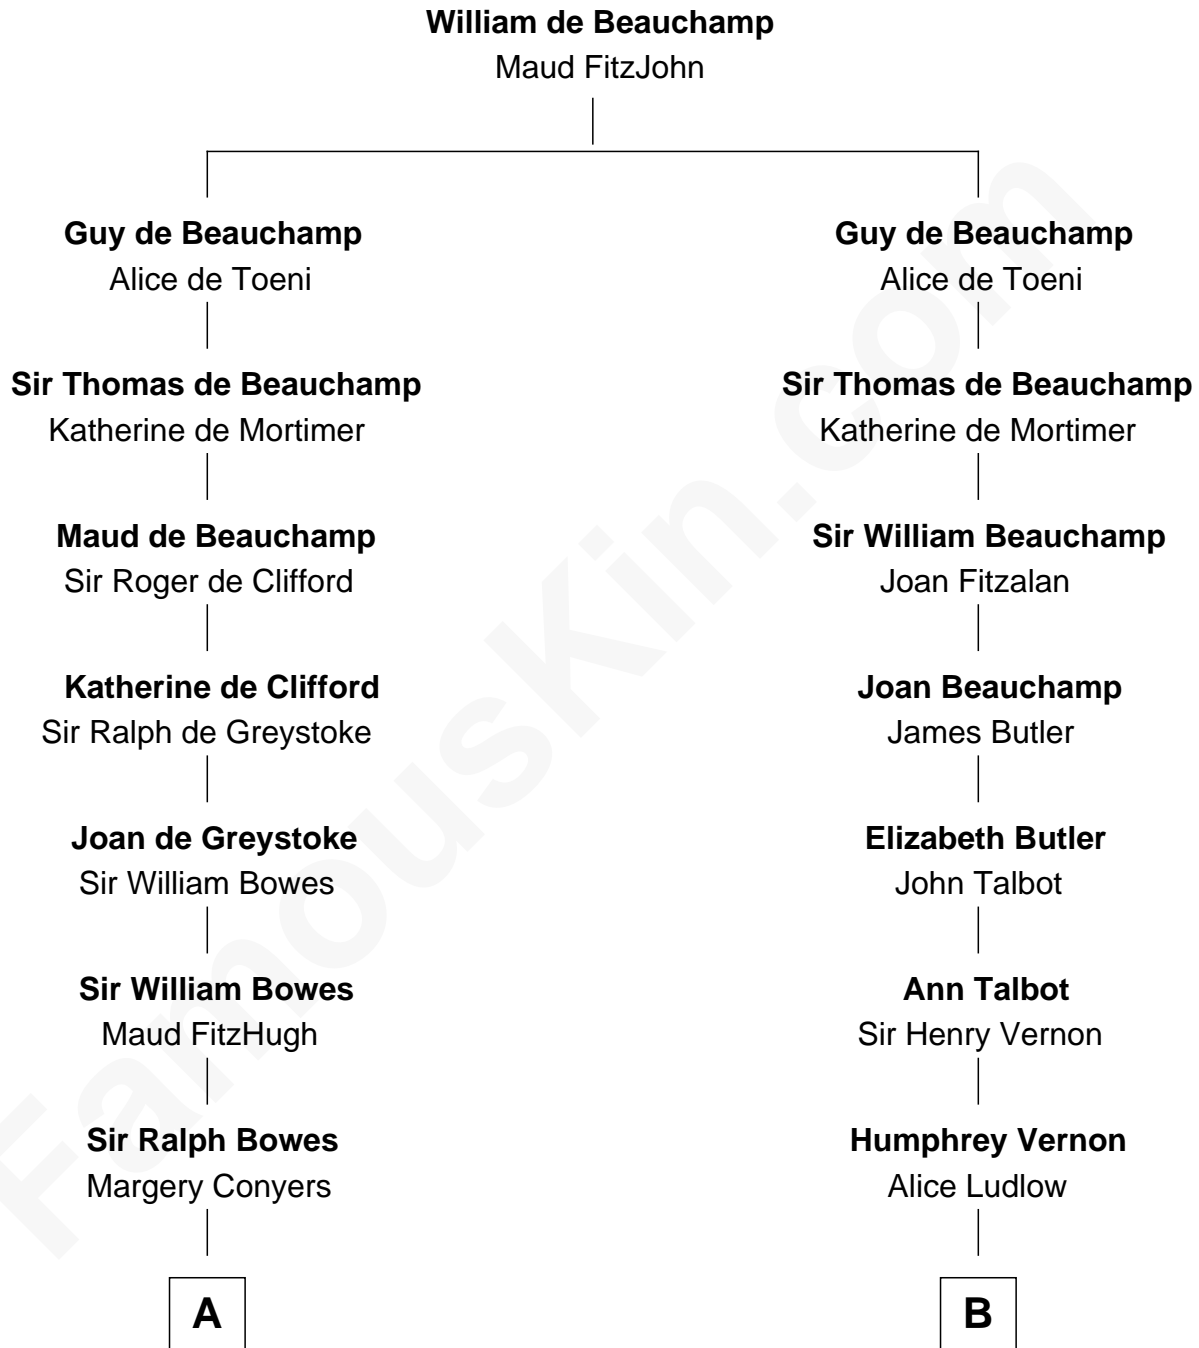 William de Beauchamp
Maud FitzJohn
Guy de Beauchamp
Alice de Toeni
Sir Thomas de Beauchamp
Katherine de Mortimer
Maud de Beauchamp
Sir Roger de Clifford
Katherine de Clifford
Sir Ralph de Greystoke
Joan de Greystoke
Sir William Bowes
Sir William Bowes
Maud FitzHugh
Sir Ralph Bowes
Margery Conyers
A
Guy de Beauchamp
Alice de Toeni
Sir Thomas de Beauchamp
Katherine de Mortimer
Sir William Beauchamp
Joan Fitzalan
Joan Beauchamp
James Butler
Elizabeth Butler
John Talbot
Ann Talbot
Sir Henry Vernon
Humphrey Vernon
Alice Ludlow
B
FamousKin.com